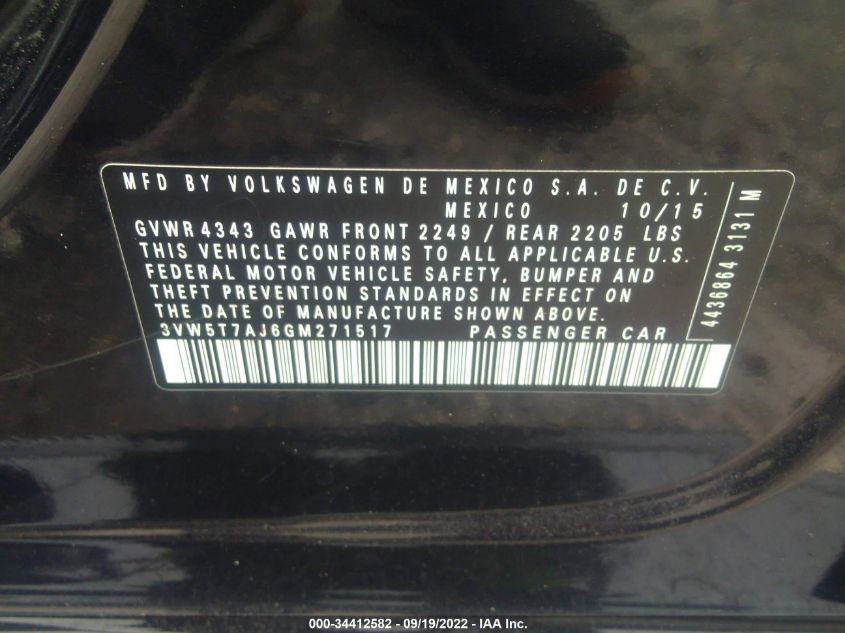 MFD BY VOLKSWAGEN DE MEXICO S.A. DE C.V.
MEXICO 10/15
GVWR 4343 GAWR FRONT 2249 / REAR 2205 LBS
THIS VEHICLE CONFORMS TO ALL APPLICABLE U.S.
FEDERAL MOTOR VEHICLE SAFETY, BUMPER AND
THEFT PREVENTION STANDARDS IN EFFECT ON
THE DATE OF MANUFACTURE SHOWN ABOVE.
3VW5T7AJ6GM271517 PASSENGER CAR
4436864 3131 M
000-34412582 - 09/19/2022 - IAA Inc.